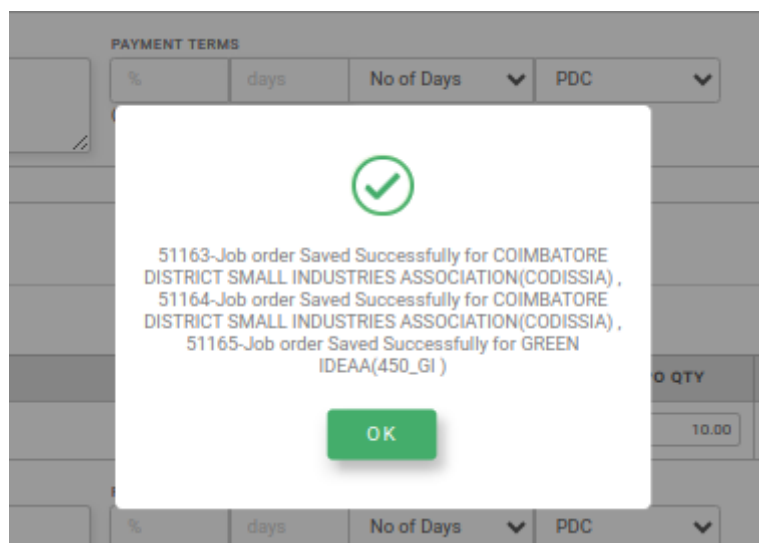 PAYMENT TERMS
% days No of Days PDC
51163-Job order Saved Successfully for COIMBATORE
DISTRICT SMALL INDUSTRIES ASSOCIATION(CODISSIA) ,
51164-Job order Saved Successfully for COIMBATORE
DISTRICT SMALL INDUSTRIES ASSOCIATION(CODISSIA) ,
51165-Job order Saved Successfully for GREEN
IDEAA(450_GI )
QTY
OK
10.00
% days No of Days PDC